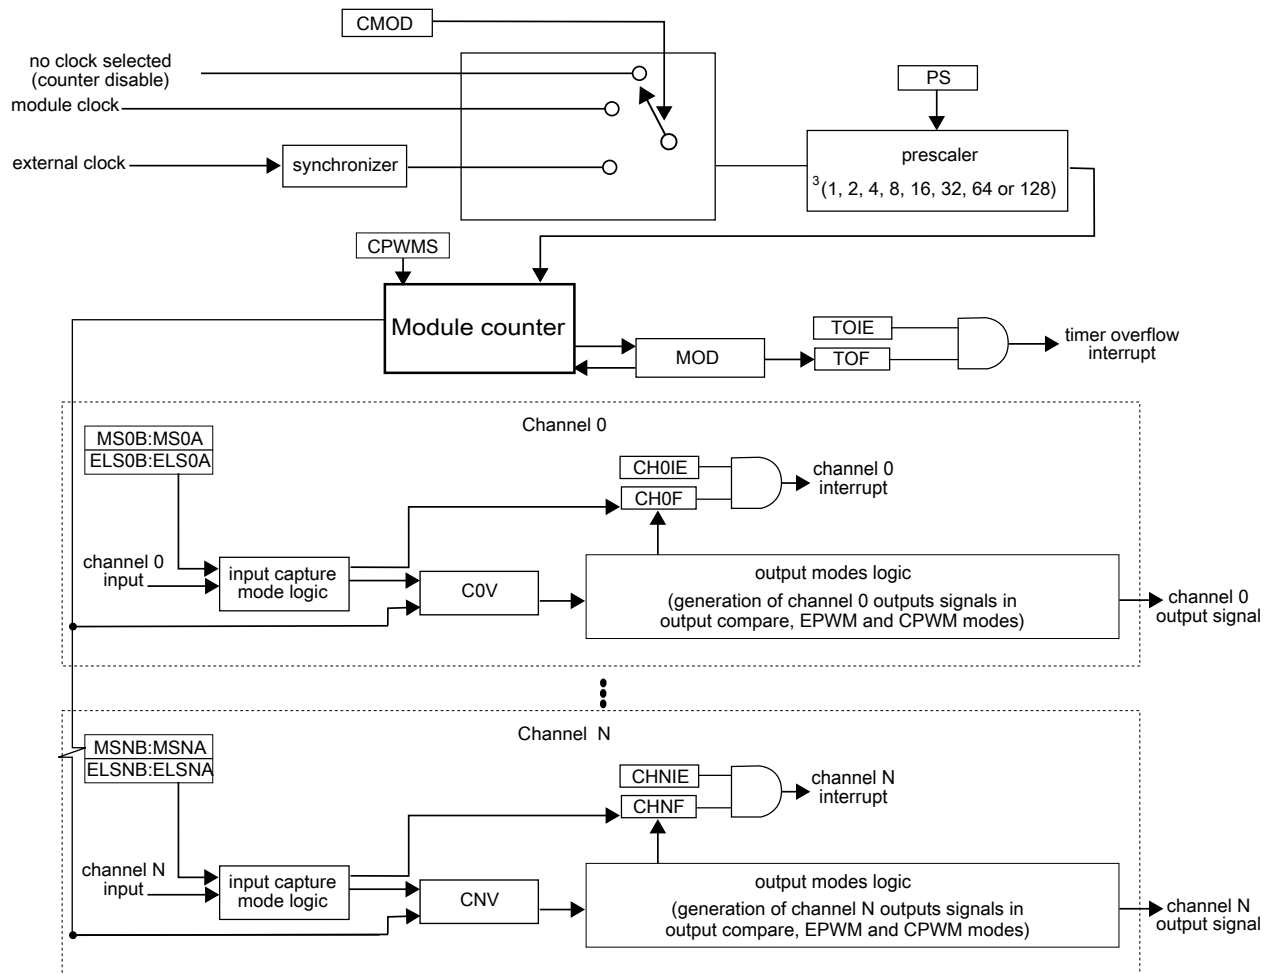 CMOD
no clock selected
(counter disable)
module clock
PS
external clock
synchronizer
prescaler
3 (1, 2, 4, 8, 16, 32, 64 or 128)
CPWMS
Module counter
MOD
TOIE
TOF
timer overflow
interrupt
Channel 0
MS0B:MS0A
ELS0B:ELS0A
CH0IE
CH0F
channel 0
interrupt
channel 0
input
input capture
mode logic
C0V
output modes logic
(generation of channel 0 outputs signals in
output compare, EPWM and CPWM modes)
channel 0
output signal
Channel N
MSNB:MSNA
ELSNB:ELSNA
CHNIE
CHNF
channel N
interrupt
channel N
input
input capture
mode logic
CNV
output modes logic
(generation of channel N outputs signals in
output compare, EPWM and CPWM modes)
channel N
output signal